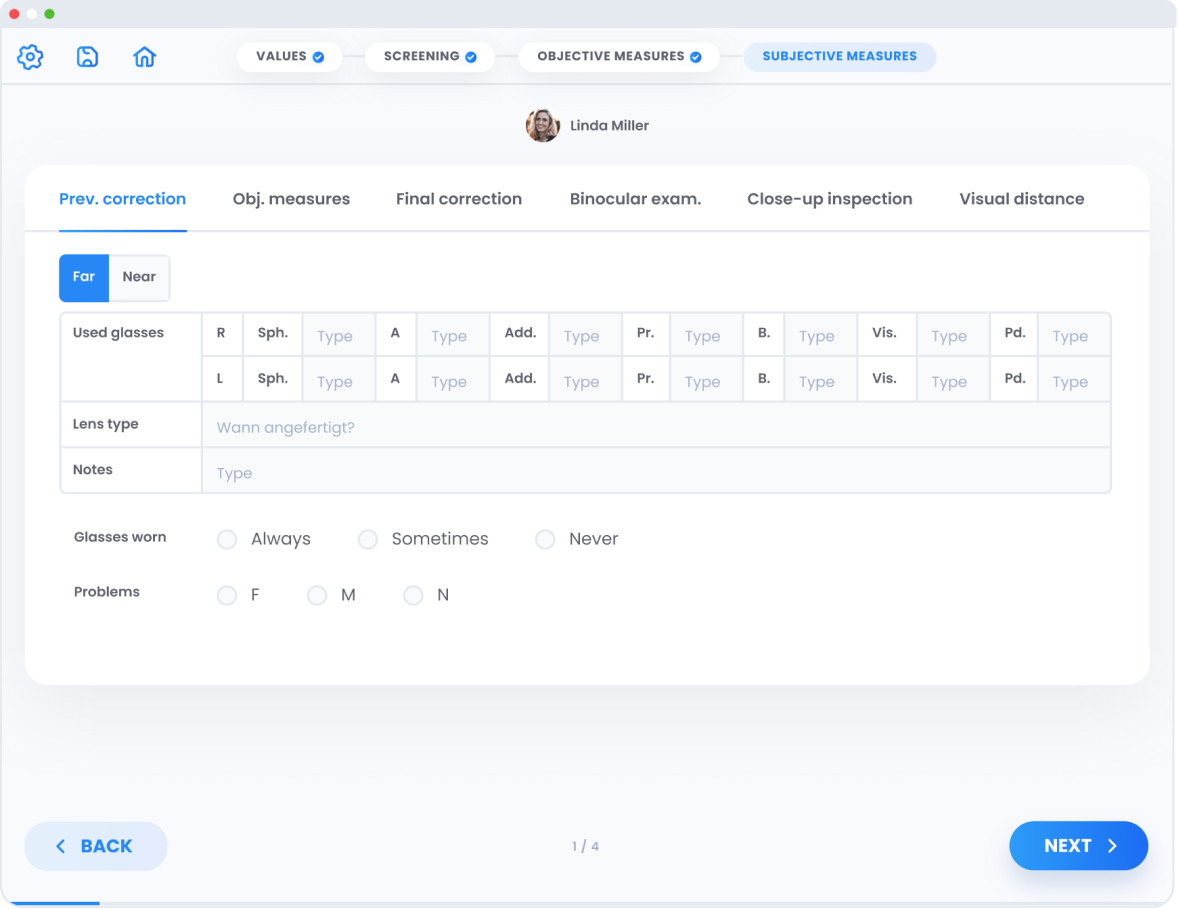 VALUES SCREENING OBJECTIVE MEASURES SUBJECTIVE MEASURES
Linda Miller
Prev. correction Obj. measures Final correction Binocular exam. Close-up inspection Visual distance
Far Near
Used glasses R Sph. Type A Type Add. Type Pr. Type B. Type Vis. Type Pd. Type
L Sph. Type A Type Add. Type Pr. Type B. Type Vis. Type Pd. Type
Lens type Wann angefertigt?
Notes Type
Glasses worn Always Sometimes Never
Problems F M N
BACK 1 / 4 NEXT